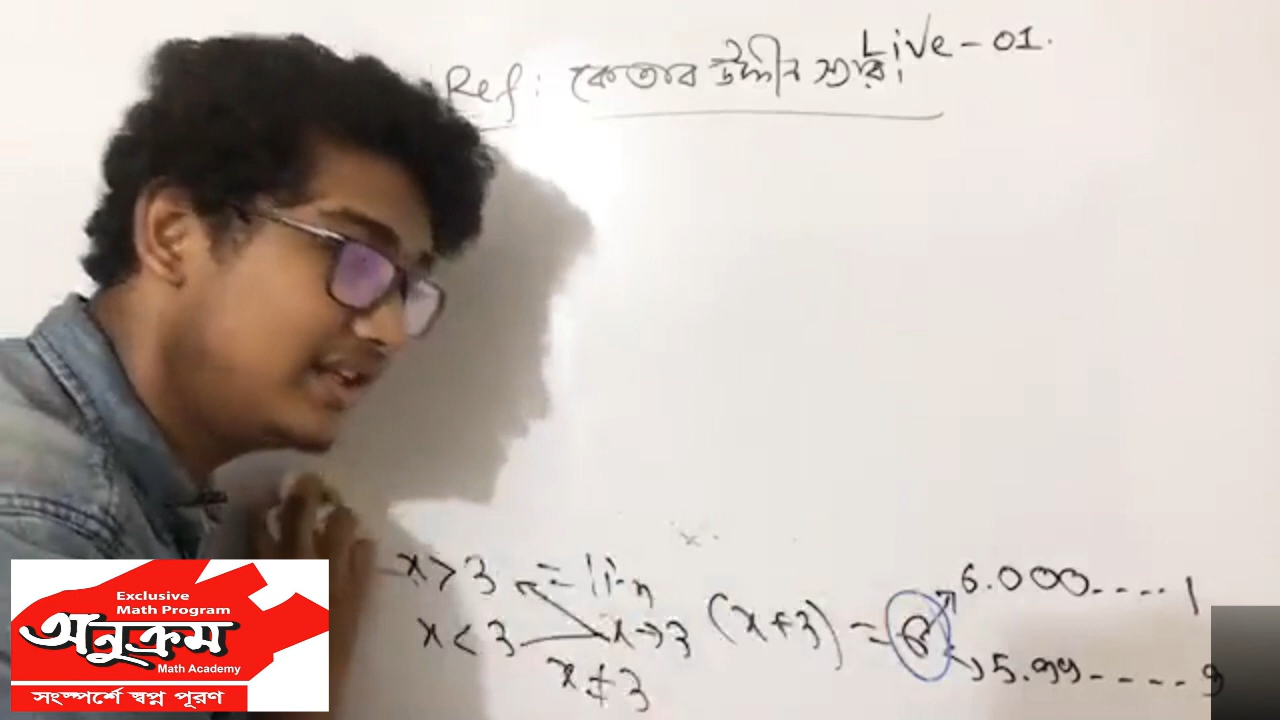 Live-01.
Ref: কেতাব উদ্দীন স্যার।
x>3 = lim
x<3 x→3 (x+3) = 6
x≠3
6.000....1
5.99----9
Exclusive
Math Program
অনুক্রম
Math Academy
সংস্পর্শে স্বপ্ন পূরণ